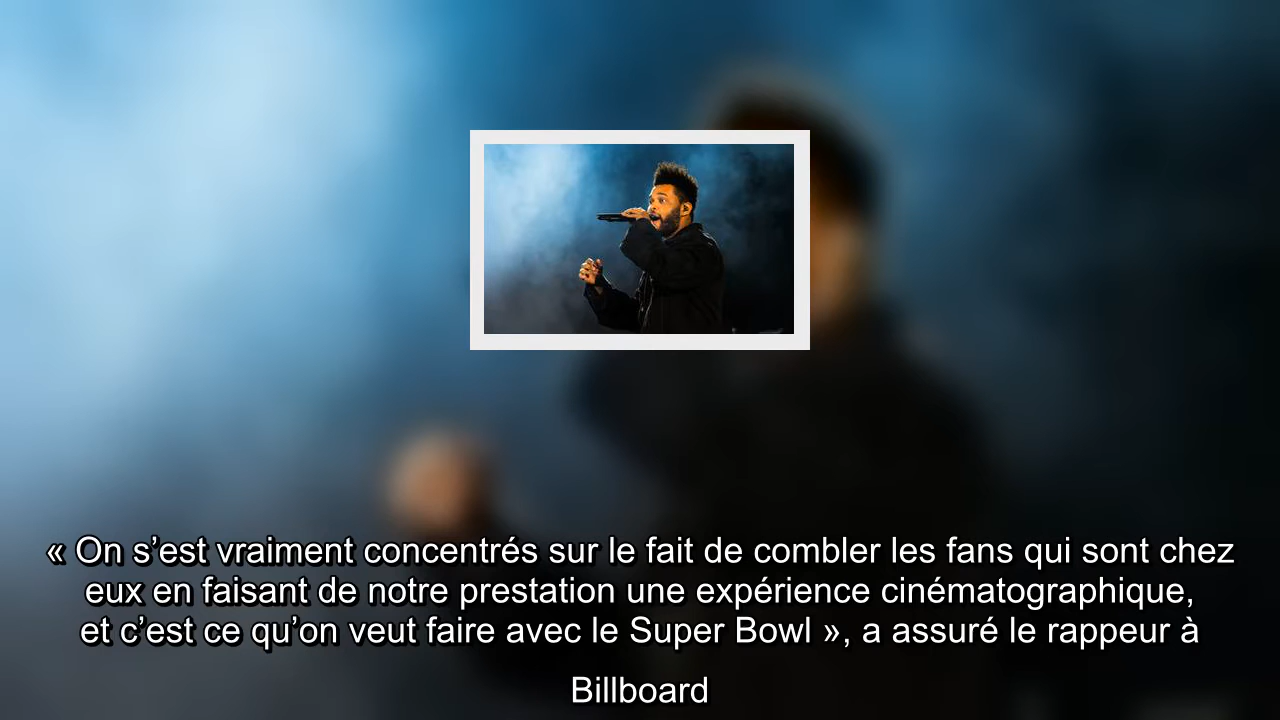 « On s’est vraiment concentrés sur le fait de combler les fans qui sont chez
eux en faisant de notre prestation une expérience cinématographique,
et c’est ce qu’on veut faire avec le Super Bowl », a assuré le rappeur à
Billboard